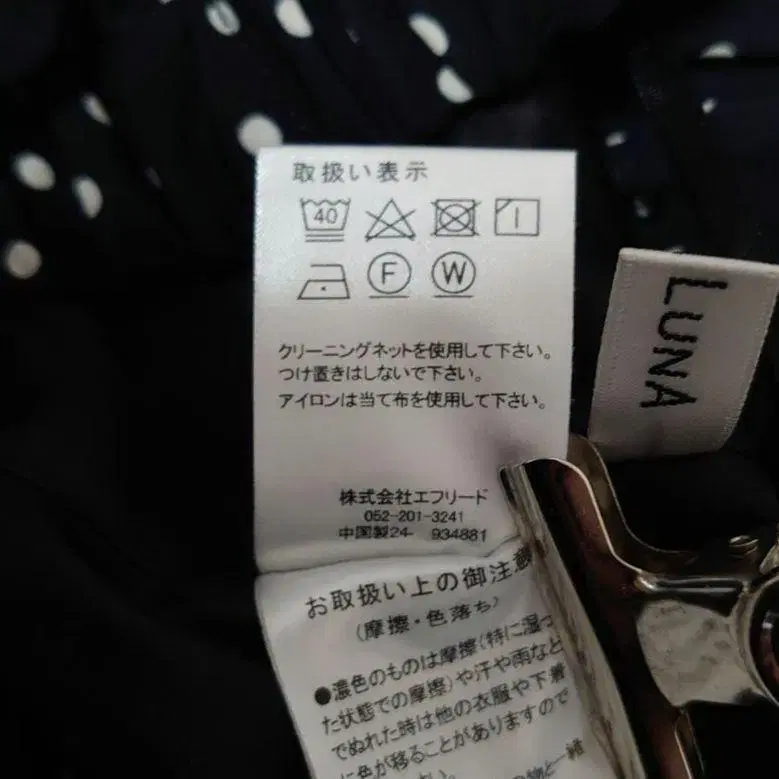 取扱い表示
40
F W
クリーニングネットを使用して下さい。
つけ置きはしないで下さい。
アイロンは当て布を使用して下さい。
株式会社エフリード
052-201-3241
中国製24- 934881
LUNA
お取扱い上の御注意
(摩擦・色落ち)
●濃色のものは摩擦(特に湿っ
た状態での摩擦)や汗や雨など
でぬれた時は他の衣服や下着
に色が移ることがありますので
物と一緒